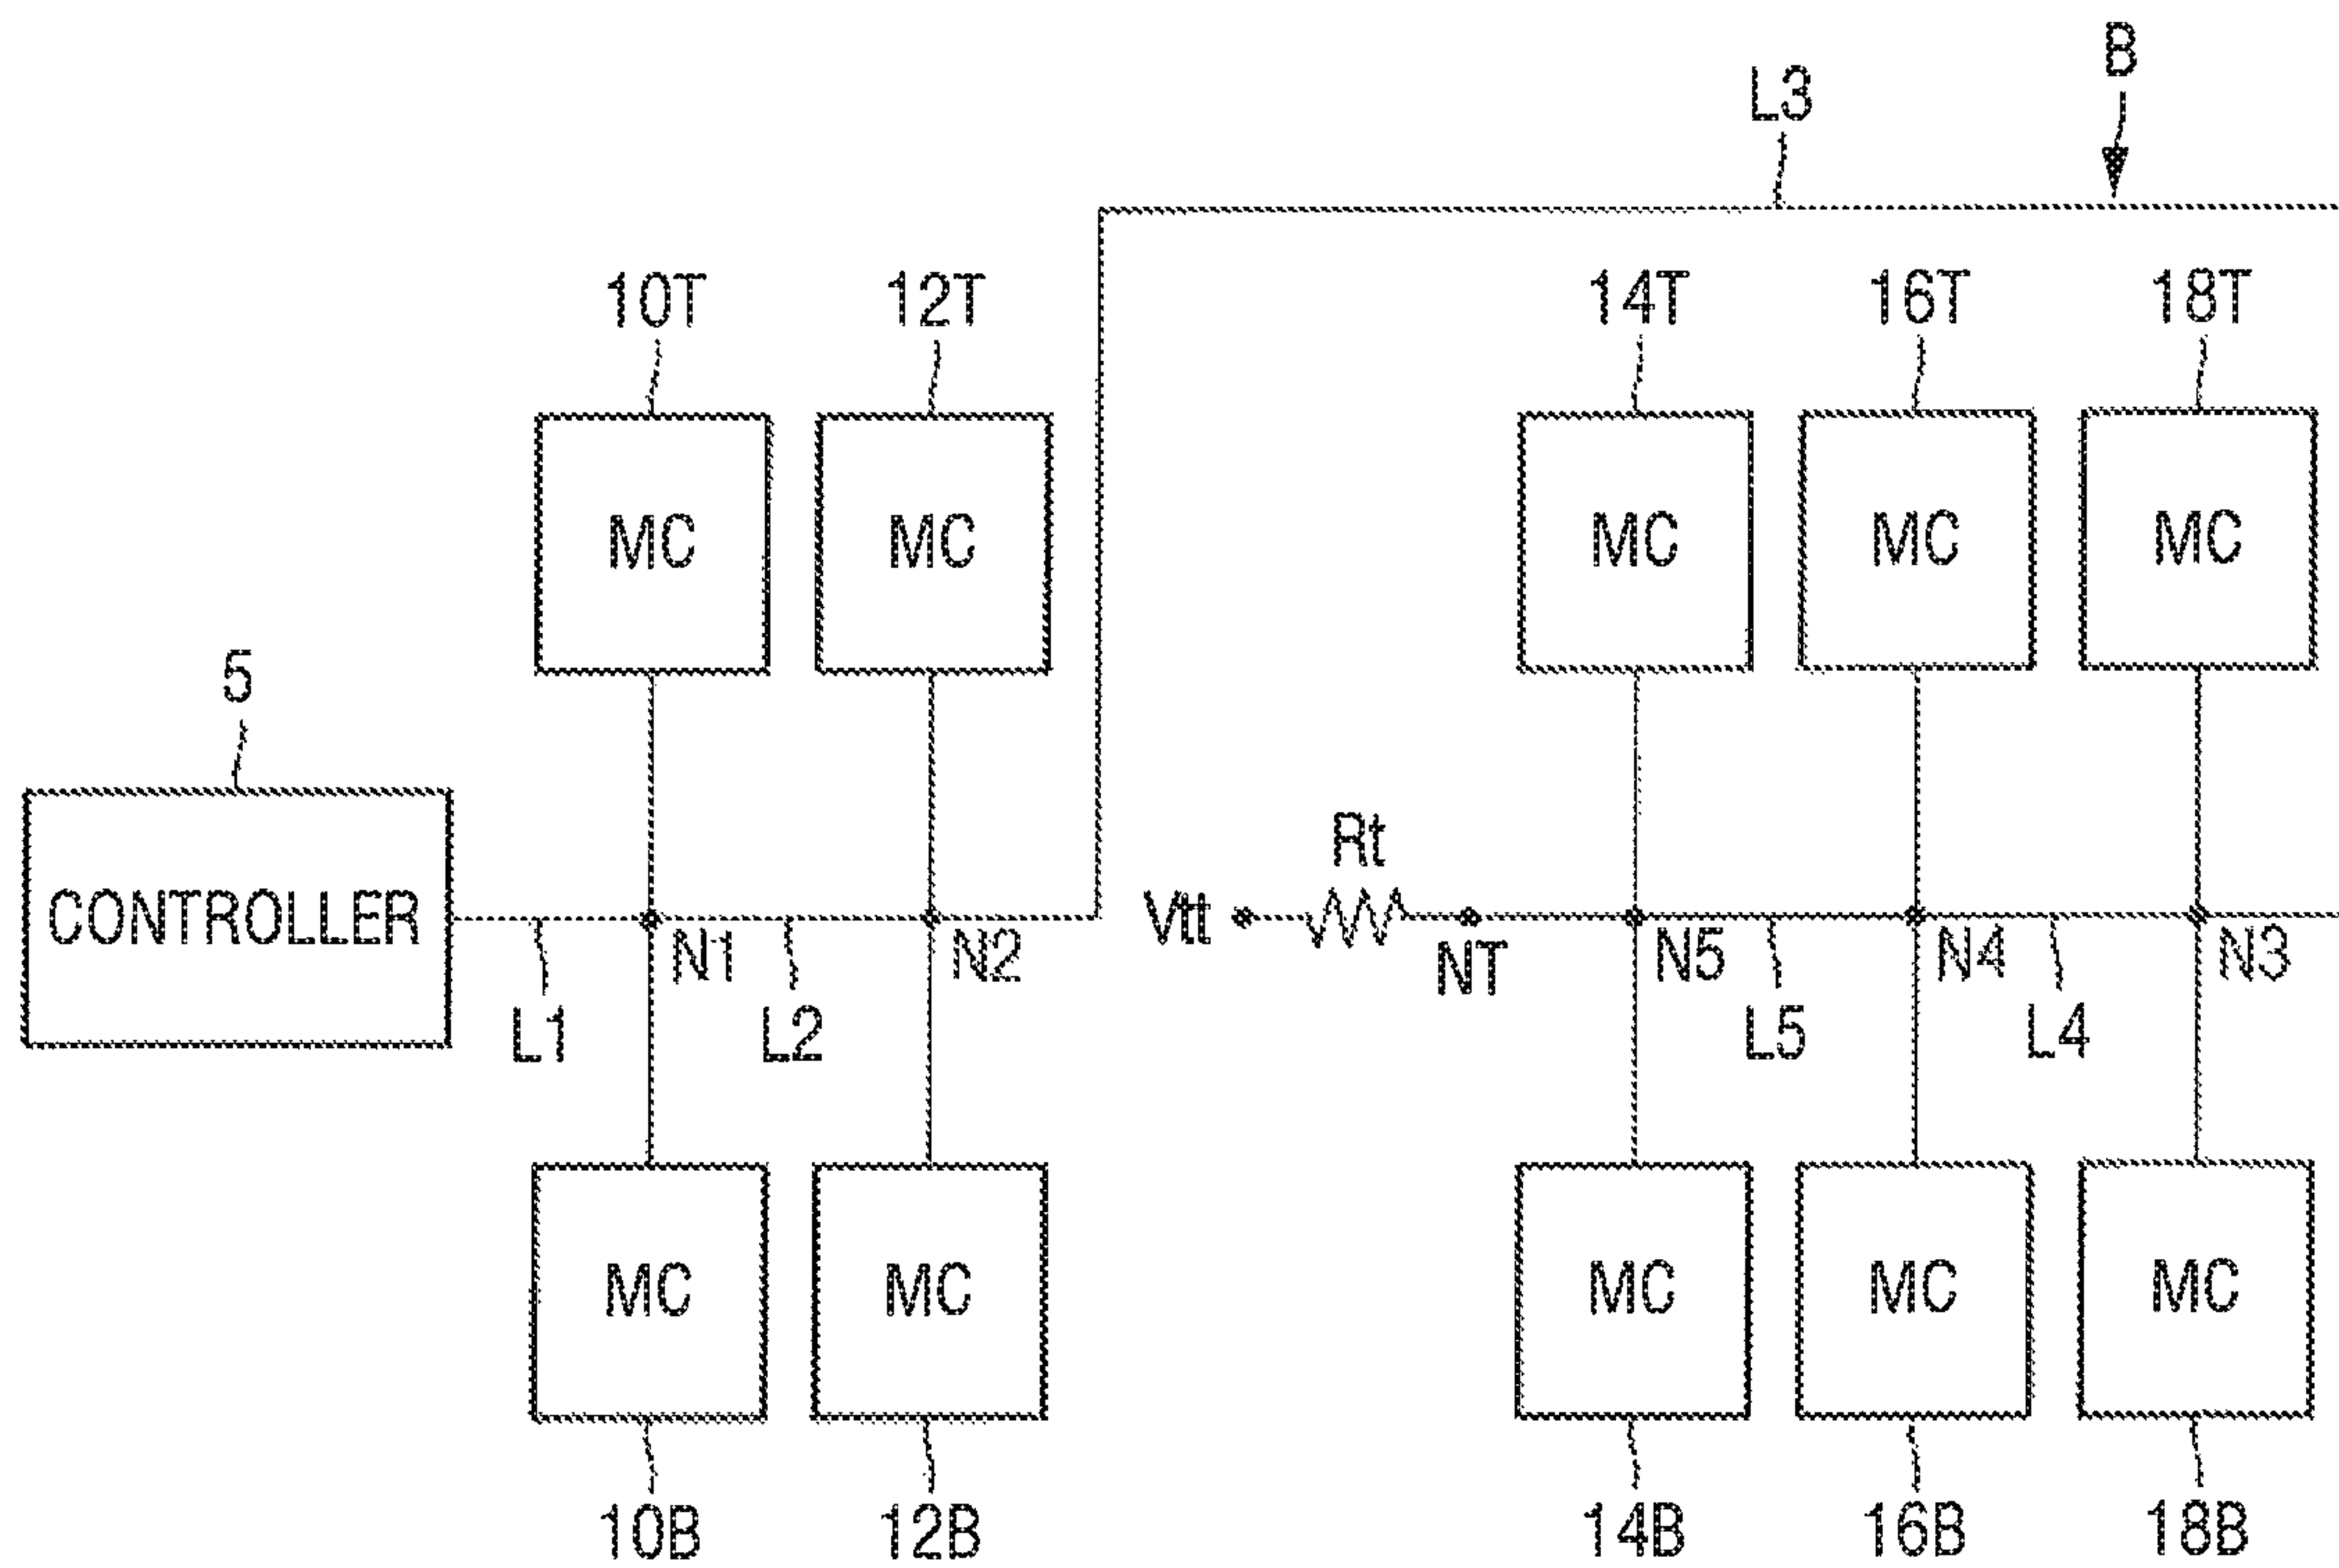 B
L3
10T 12T 14T 16T 18T
MC MC MC MC MC
5
Rt
CONTROLLER Vtt
N1 N2 NT N5 N4 N3
L1 L2 L5 L4
MC MC MC MC MC
10B 12B 14B 16B 18B